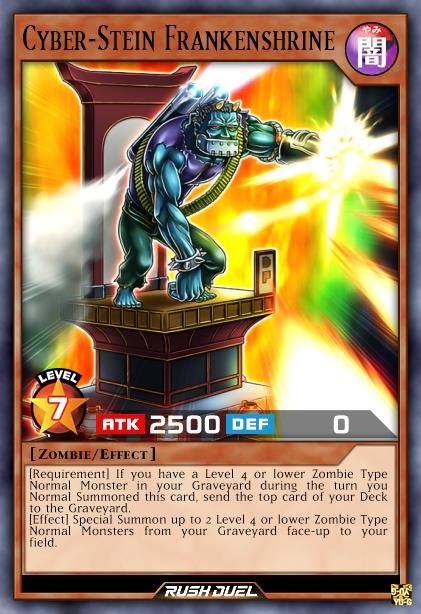 CYBER-STEIN FRANKENSHRINE
やみ
闇
LEVEL
7
ATK 2500 DEF 0
[ZOMBIE/EFFECT]
[Requirement] If you have a Level 4 or lower Zombie Type
Normal Monster in your Graveyard during the turn you
Normal Summoned this card, send the top card of your Deck
to the Graveyard.
[Effect] Special Summon up to 2 Level 4 or lower Zombie Type
Normal Monsters from your Graveyard face-up to your
field.
RUSH DUEL